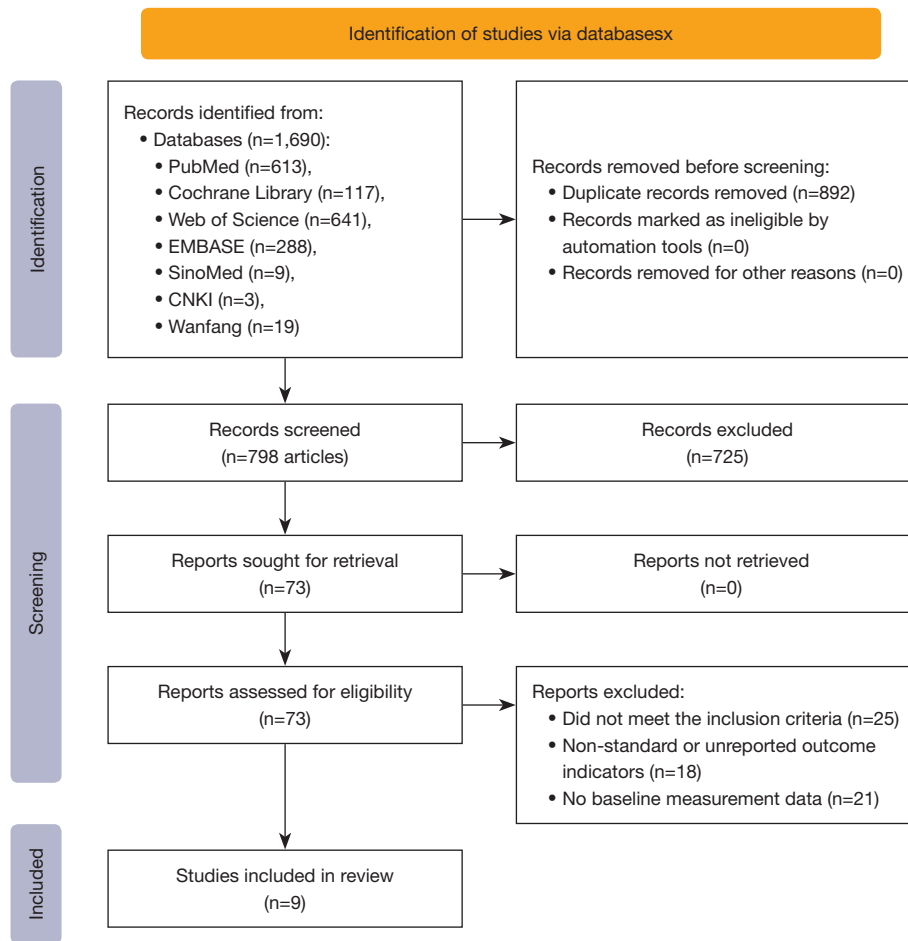 Identification of studies via databasesx
Identification
Records identified from:
• Databases (n=1,690):
• PubMed (n=613),
• Cochrane Library (n=117),
• Web of Science (n=641),
• EMBASE (n=288),
• SinoMed (n=9),
• CNKI (n=3),
• Wanfang (n=19)
Records removed before screening:
• Duplicate records removed (n=892)
• Records marked as ineligible by
automation tools (n=0)
• Records removed for other reasons (n=0)
Screening
Records screened
(n=798 articles)
Records excluded
(n=725)
Reports sought for retrieval
(n=73)
Reports not retrieved
(n=0)
Reports assessed for eligibility
(n=73)
Reports excluded:
• Did not meet the inclusion criteria (n=25)
• Non-standard or unreported outcome
indicators (n=18)
• No baseline measurement data (n=21)
Included
Studies included in review
(n=9)